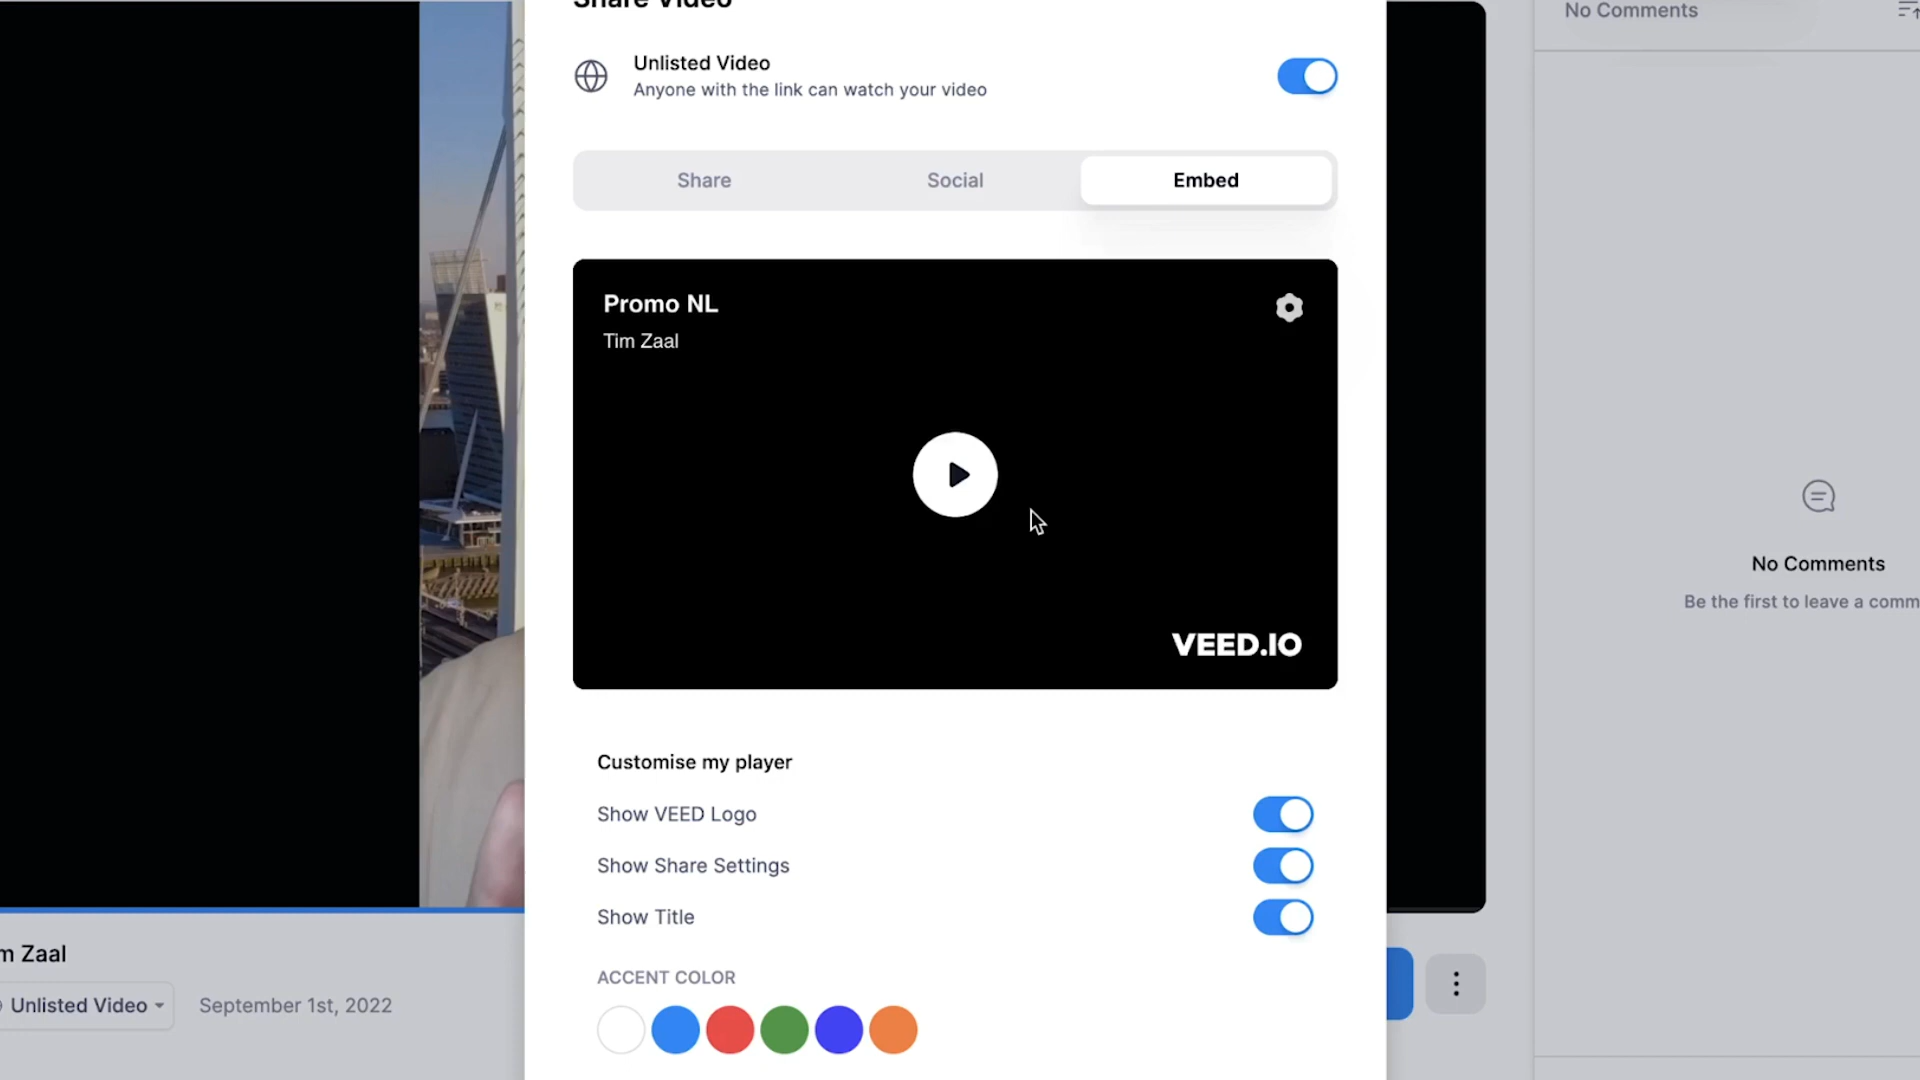 Share Video
No Comments
Unlisted Video
Anyone with the link can watch your video
Share
Social
Embed
Promo NL
Tim Zaal
VEED.IO
No Comments
Be the first to leave a comm
Customise my player
Show VEED Logo
Show Share Settings
Show Title
ACCENT COLOR
m Zaal
Unlisted Video
September 1st, 2022